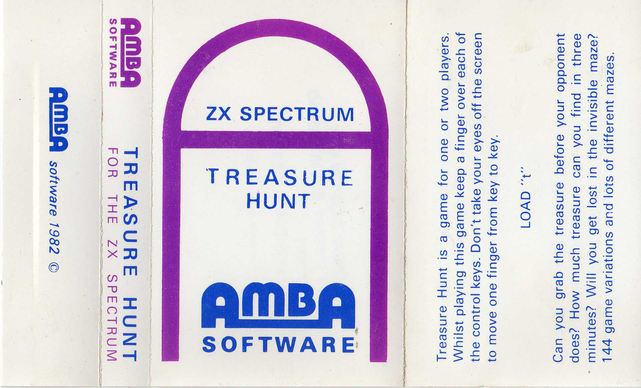 AMBA
software 1982 ©
AMBA
SOFTWARE
TREASURE HUNT
FOR THE ZX SPECTRUM
ZX SPECTRUM
TREASURE
HUNT
AMBA
SOFTWARE
Treasure Hunt is a game for one or two players.
Whilst playing this game keep a finger over each of
the control keys. Don't take your eyes off the screen
to move one finger from key to key.
LOAD "t"
Can you grab the treasure before your opponent
does? How much treasure can you find in three
minutes? Will you get lost in the invisible maze?
144 game variations and lots of different mazes.